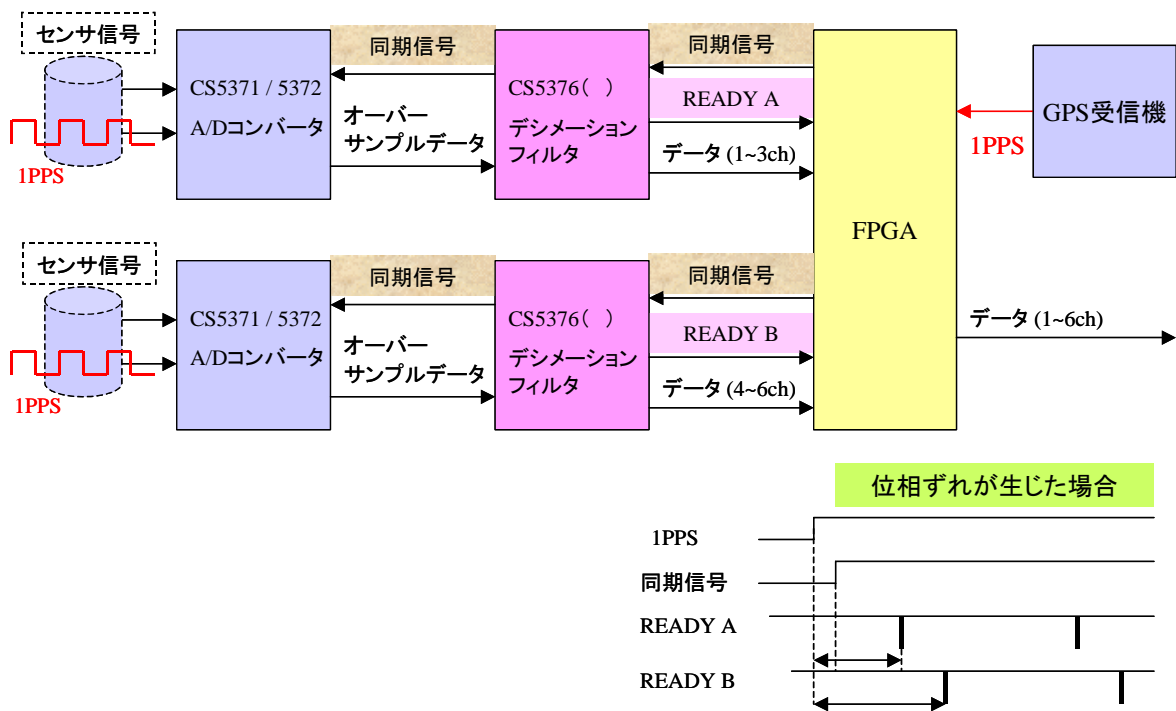 センサ信号
1PPS
CS5371 / 5372
A/Dコンバータ
同期信号
オーバー
サンプルデータ
CS5376( )
デシメーション
フィルタ
同期信号
READY A
データ (1~3ch)
FPGA
1PPS
GPS受信機
センサ信号
1PPS
CS5371 / 5372
A/Dコンバータ
同期信号
オーバー
サンプルデータ
CS5376( )
デシメーション
フィルタ
同期信号
READY B
データ (4~6ch)
データ (1~6ch)
位相ずれが生じた場合
1PPS
同期信号
READY A
READY B